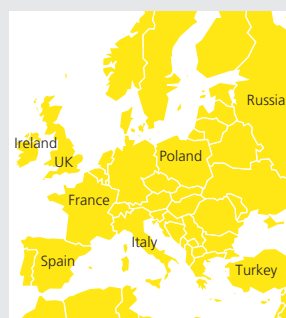 Russia
Ireland
UK
Poland
France
Italy
Spain
Turkey